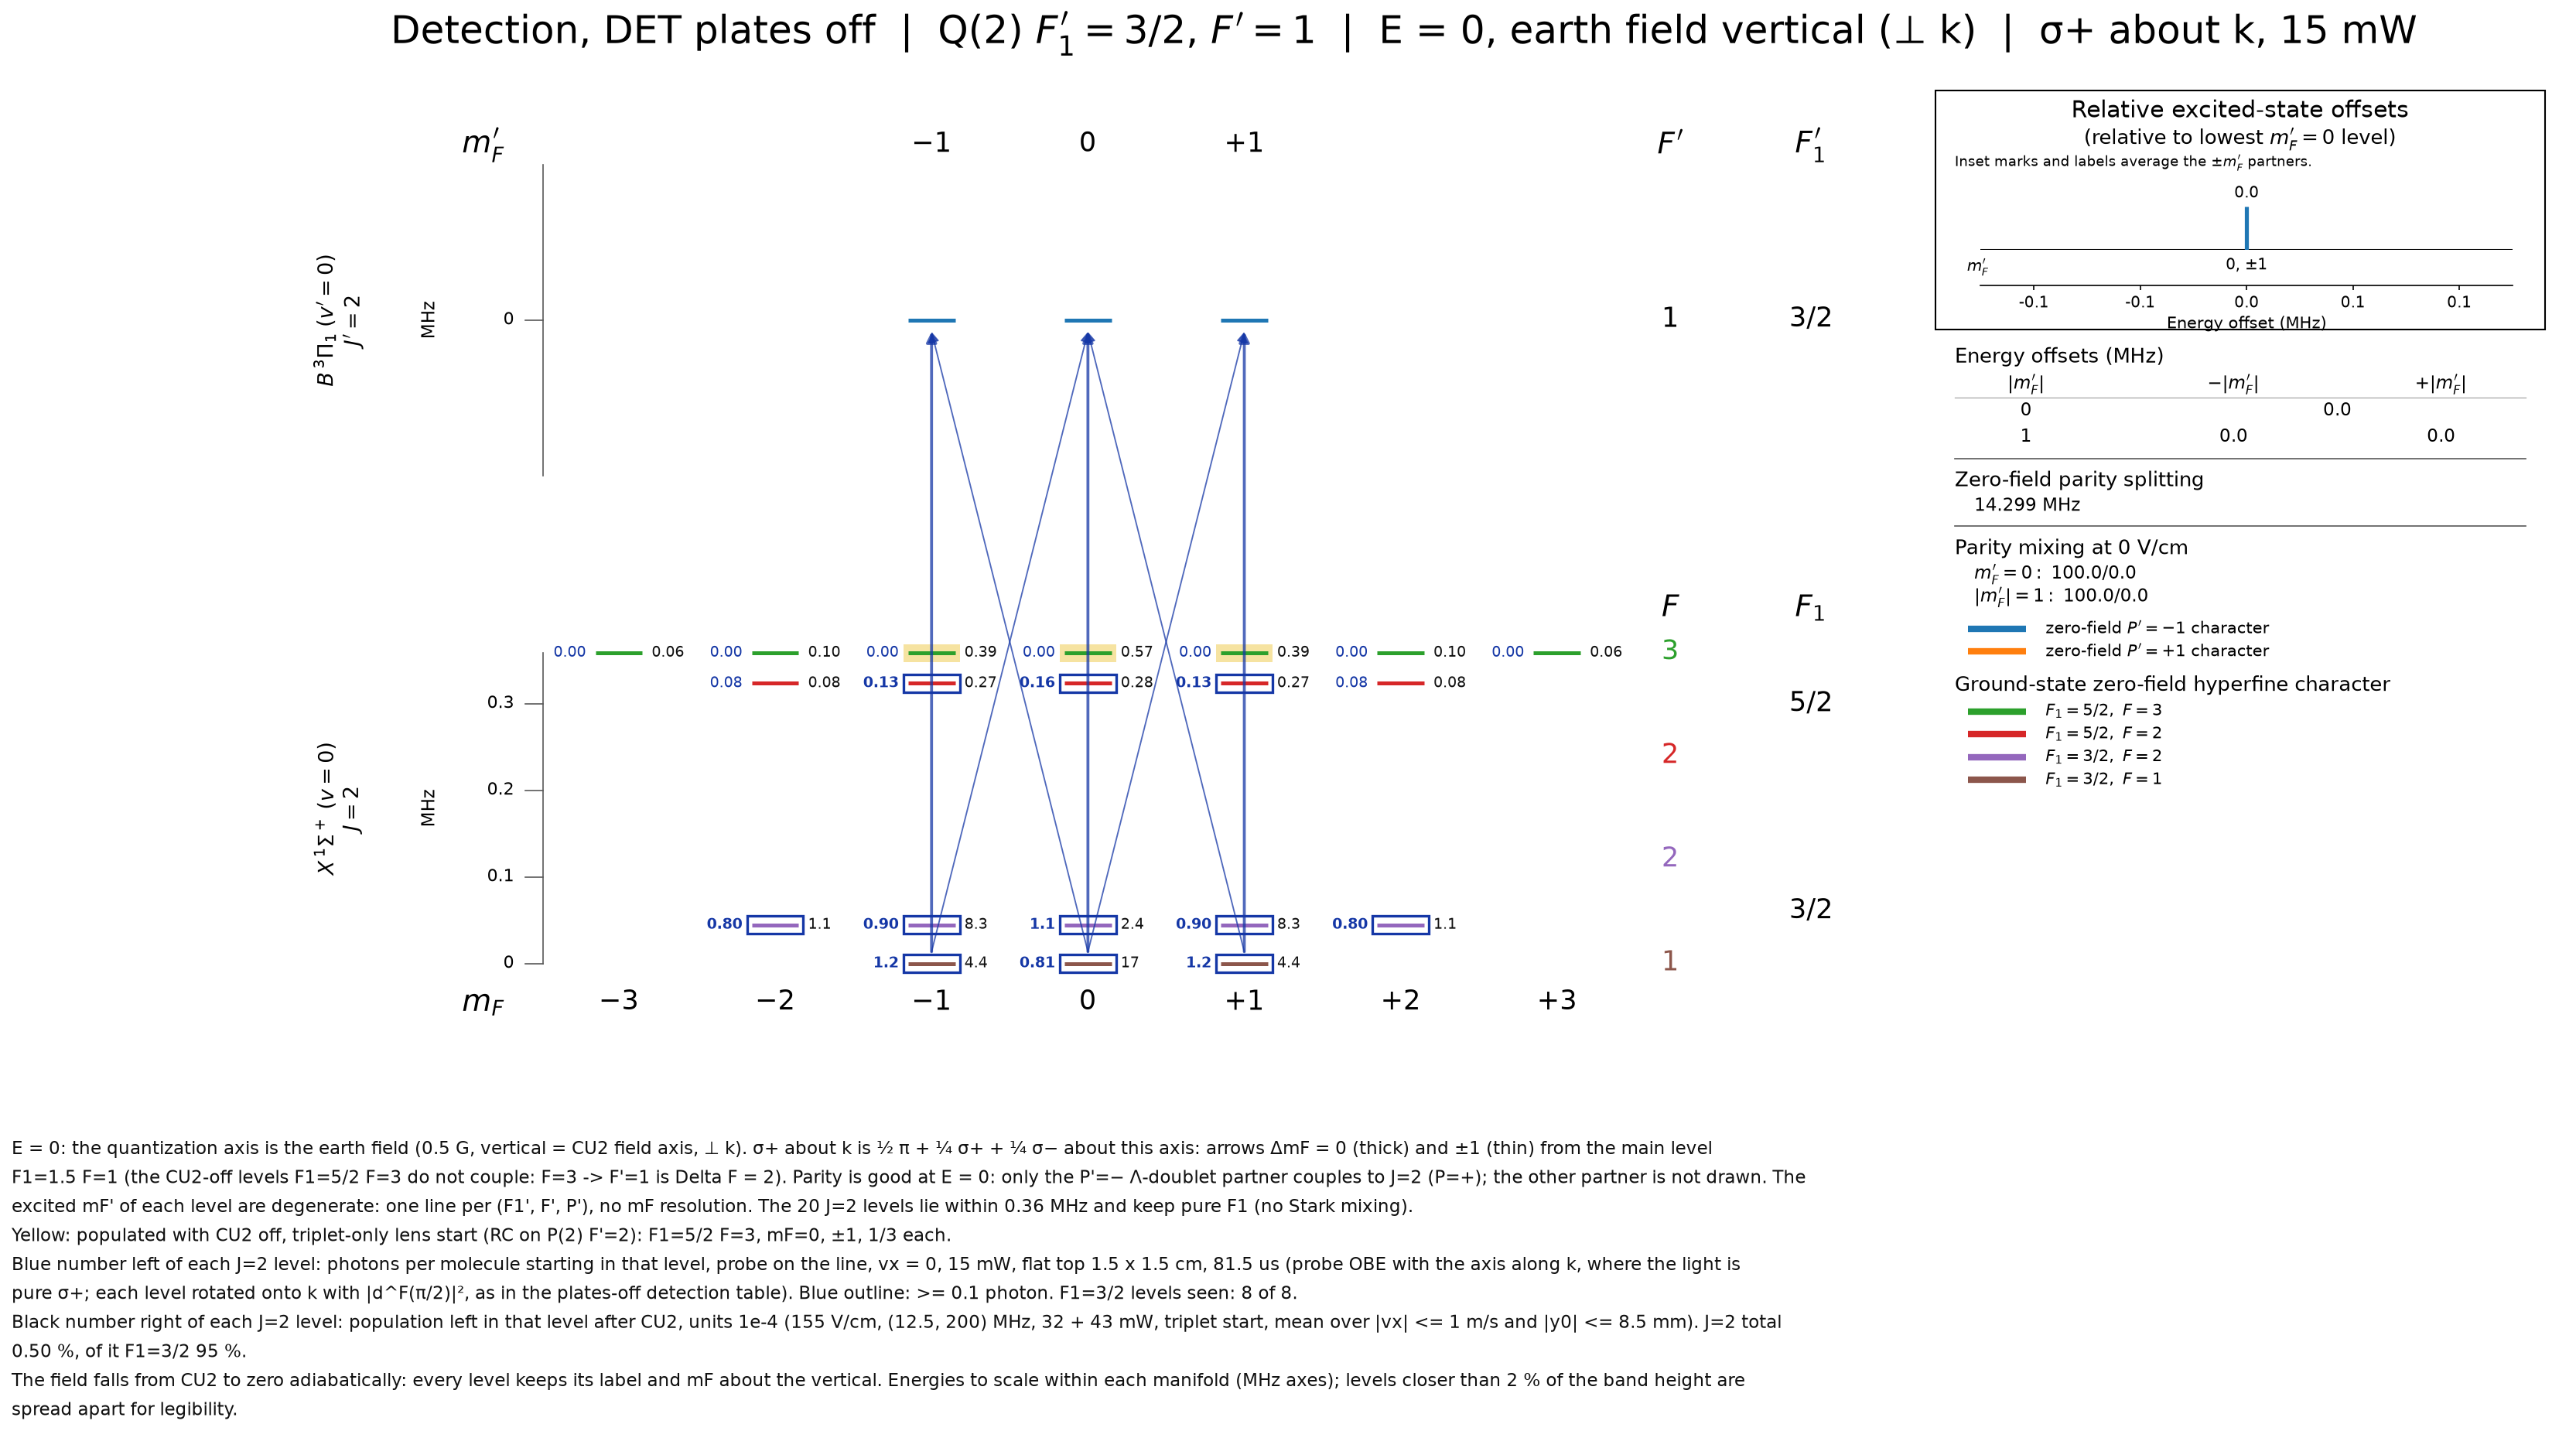 Detection, DET plates off | Q(2) F′₁ = 3/2, F′ = 1 | E = 0, earth field vertical (⊥ k) | σ+ about k, 15 mW
m′_F −1 0 +1 F′ F′₁
B ³Π₁ (v′ = 0)
J′ = 2
MHz
0
1 3/2
F F₁
0.00 0.06 0.00 0.10 0.00 0.39 0.00 0.57 0.00 0.39 0.00 0.10 0.00 0.06 3
0.08 0.08 0.13 0.27 0.16 0.28 0.13 0.27 0.08 0.08
0.3 5/2
2
0.2
X ¹Σ⁺ (v = 0)
J = 2
MHz
0.1 2
3/2
0.80 1.1 0.90 8.3 1.1 2.4 0.90 8.3 0.80 1.1
0 1.2 4.4 0.81 17 1.2 4.4 1
m_F −3 −2 −1 0 +1 +2 +3
Relative excited-state offsets
(relative to lowest m′_F = 0 level)
Inset marks and labels average the ±m′_F partners.
0.0
m′_F 0, ±1
-0.1 -0.1 0.0 0.1 0.1
Energy offset (MHz)
Energy offsets (MHz)
|m′_F| −|m′_F| +|m′_F|
0 0.0
1 0.0 0.0
Zero-field parity splitting
14.299 MHz
Parity mixing at 0 V/cm
m′_F = 0 : 100.0/0.0
|m′_F| = 1 : 100.0/0.0
zero-field P′ = −1 character
zero-field P′ = +1 character
Ground-state zero-field hyperfine character
F₁ = 5/2, F = 3
F₁ = 5/2, F = 2
F₁ = 3/2, F = 2
F₁ = 3/2, F = 1
E = 0: the quantization axis is the earth field (0.5 G, vertical = CU2 field axis, ⊥ k). σ+ about k is ½ π + ¼ σ+ + ¼ σ− about this axis: arrows ΔmF = 0 (thick) and ±1 (thin) from the main level
F1=1.5 F=1 (the CU2-off levels F1=5/2 F=3 do not couple: F=3 -> F'=1 is Delta F = 2). Parity is good at E = 0: only the P'=− Λ-doublet partner couples to J=2 (P=+); the other partner is not drawn. The
excited mF' of each level are degenerate: one line per (F1', F', P'), no mF resolution. The 20 J=2 levels lie within 0.36 MHz and keep pure F1 (no Stark mixing).
Yellow: populated with CU2 off, triplet-only lens start (RC on P(2) F'=2): F1=5/2 F=3, mF=0, ±1, 1/3 each.
Blue number left of each J=2 level: photons per molecule starting in that level, probe on the line, vx = 0, 15 mW, flat top 1.5 x 1.5 cm, 81.5 us (probe OBE with the axis along k, where the light is
pure σ+; each level rotated onto k with |d^F(π/2)|², as in the plates-off detection table). Blue outline: >= 0.1 photon. F1=3/2 levels seen: 8 of 8.
Black number right of each J=2 level: population left in that level after CU2, units 1e-4 (155 V/cm, (12.5, 200) MHz, 32 + 43 mW, triplet start, mean over |vx| <= 1 m/s and |y0| <= 8.5 mm). J=2 total
0.50 %, of it F1=3/2 95 %.
The field falls from CU2 to zero adiabatically: every level keeps its label and mF about the vertical. Energies to scale within each manifold (MHz axes); levels closer than 2 % of the band height are
spread apart for legibility.